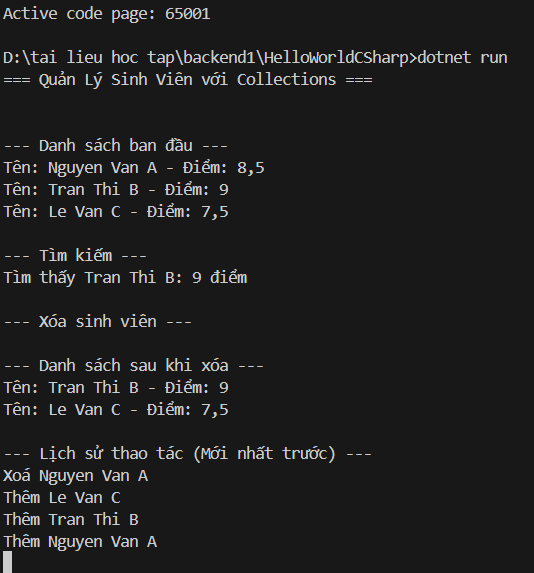 Active code page: 65001
D:\tai lieu hoc tap\backend1\HelloWorldCSharp>dotnet run
=== Quản Lý Sinh Viên với Collections ===
--- Danh sách ban đầu ---
Tên: Nguyen Van A - Điểm: 8,5
Tên: Tran Thi B - Điểm: 9
Tên: Le Van C - Điểm: 7,5
--- Tìm kiếm ---
Tìm thấy Tran Thi B: 9 điểm
--- Xóa sinh viên ---
--- Danh sách sau khi xóa ---
Tên: Tran Thi B - Điểm: 9
Tên: Le Van C - Điểm: 7,5
--- Lịch sử thao tác (Mới nhất trước) ---
Xoá Nguyen Van A
Thêm Le Van C
Thêm Tran Thi B
Thêm Nguyen Van A